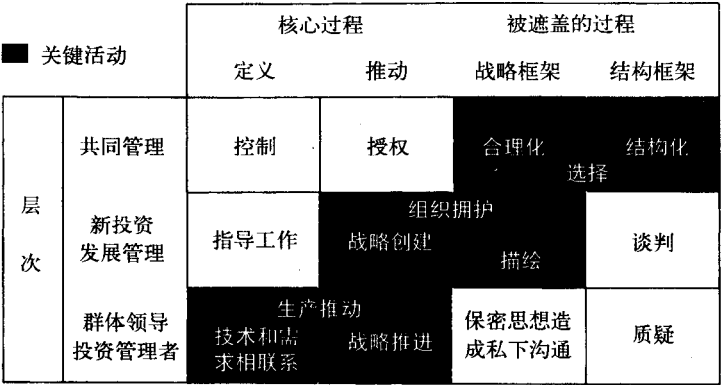 核心过程 被遮盖的过程
■ 关键活动
定义 推动 战略框架 结构框架
共同管理 控制 授权 合理化 结构化
选择
层次
组织拥护
新投资
发展管理
指导工作 战略创建 描绘 谈判
生产推动
群体领导
投资管理者
技术和需
求相联系
战略推进
保密思想造
成私下沟通
质疑